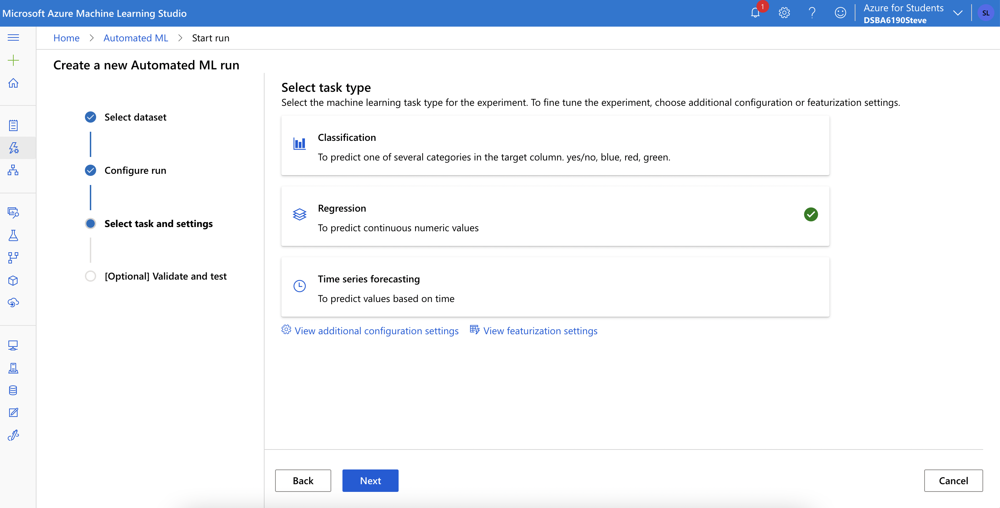 Microsoft Azure Machine Learning Studio
1
Azure for Students
DSBA6190Steve
SL
Home > Automated ML > Start run
Create a new Automated ML run
Select dataset
Configure run
Select task and settings
[Optional] Validate and test
Select task type
Select the machine learning task type for the experiment. To fine tune the experiment, choose additional configuration or featurization settings.
Classification
To predict one of several categories in the target column. yes/no, blue, red, green.
Regression
To predict continuous numeric values
Time series forecasting
To predict values based on time
View additional configuration settings
View featurization settings
Back
Next
Cancel